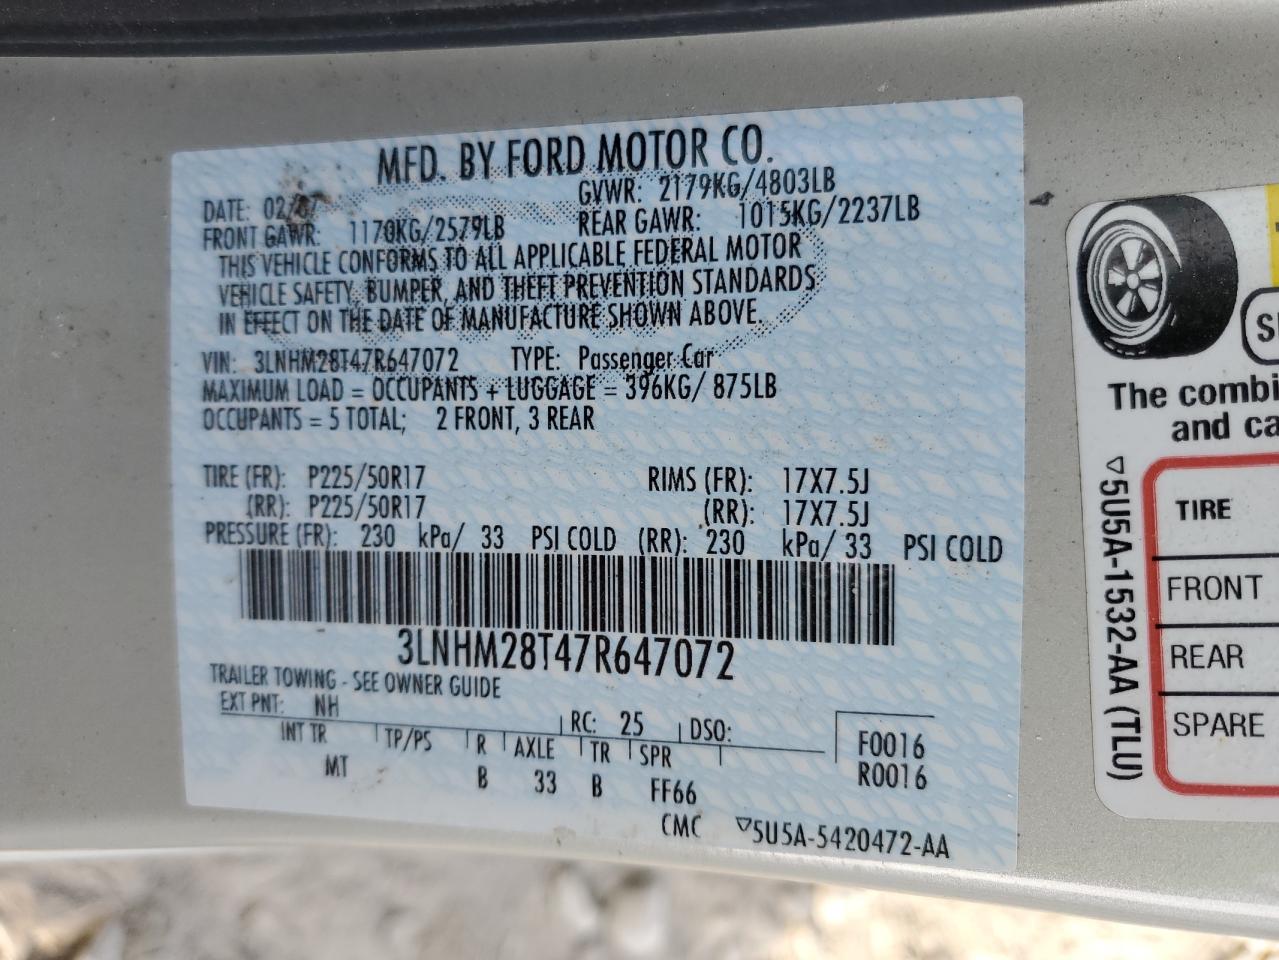 MFD. BY FORD MOTOR CO.
DATE: 02/07 GVWR: 2179KG/4803LB
FRONT GAWR: 1170KG/2579LB REAR GAWR: 1015KG/2237LB
THIS VEHICLE CONFORMS TO ALL APPLICABLE FEDERAL MOTOR
VEHICLE SAFETY, BUMPER, AND THEFT PREVENTION STANDARDS
IN EFFECT ON THE DATE OF MANUFACTURE SHOWN ABOVE.
VIN: 3LNHM28T47R647072 TYPE: Passenger Car
MAXIMUM LOAD = OCCUPANTS + LUGGAGE = 396KG/ 875LB
OCCUPANTS = 5 TOTAL; 2 FRONT, 3 REAR
TIRE (FR): P225/50R17 RIMS (FR): 17X7.5J
(RR): P225/50R17 (RR): 17X7.5J
PRESSURE (FR): 230 kPa/ 33 PSI COLD (RR): 230 kPa/ 33 PSI COLD
3LNHM28T47R647072
TRAILER TOWING - SEE OWNER GUIDE
EXT PNT: NH RC: 25 DSO:
INT TR TP/PS R AXLE TR SPR F0016
MT B 33 B FF66 R0016
CMC ▽5U5A-5420472-AA
The combi
and ca
▽5U5A-1532-AA (TLU)
TIRE
FRONT
REAR
SPARE